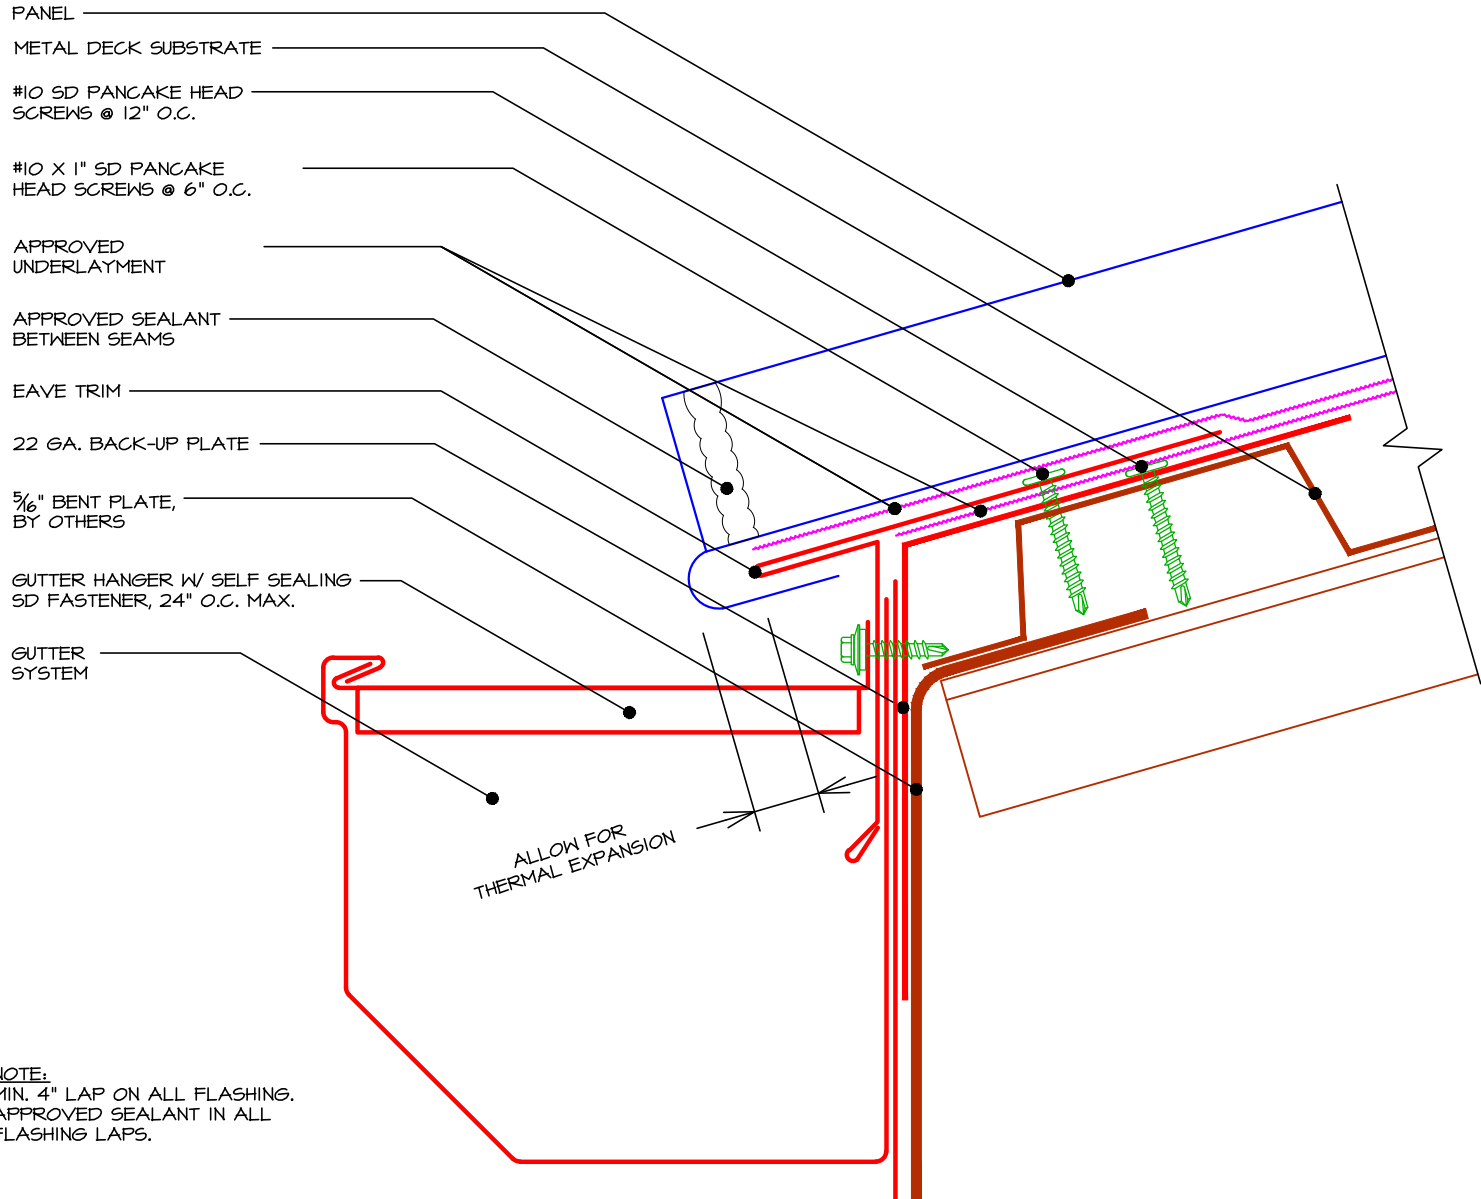 PANEL
METAL DECK SUBSTRATE
#10 SD PANCAKE HEAD
SCREWS @ 12" O.C.
#10 X 1" SD PANCAKE
HEAD SCREWS @ 6" O.C.
APPROVED
UNDERLAYMENT
APPROVED SEALANT
BETWEEN SEAMS
EAVE TRIM
22 GA. BACK-UP PLATE
5/16" BENT PLATE,
BY OTHERS
GUTTER HANGER W/ SELF SEALING
SD FASTENER, 24" O.C. MAX.
GUTTER
SYSTEM
ALLOW FOR
THERMAL EXPANSION
NOTE:
MIN. 4" LAP ON ALL FLASHING.
APPROVED SEALANT IN ALL
FLASHING LAPS.